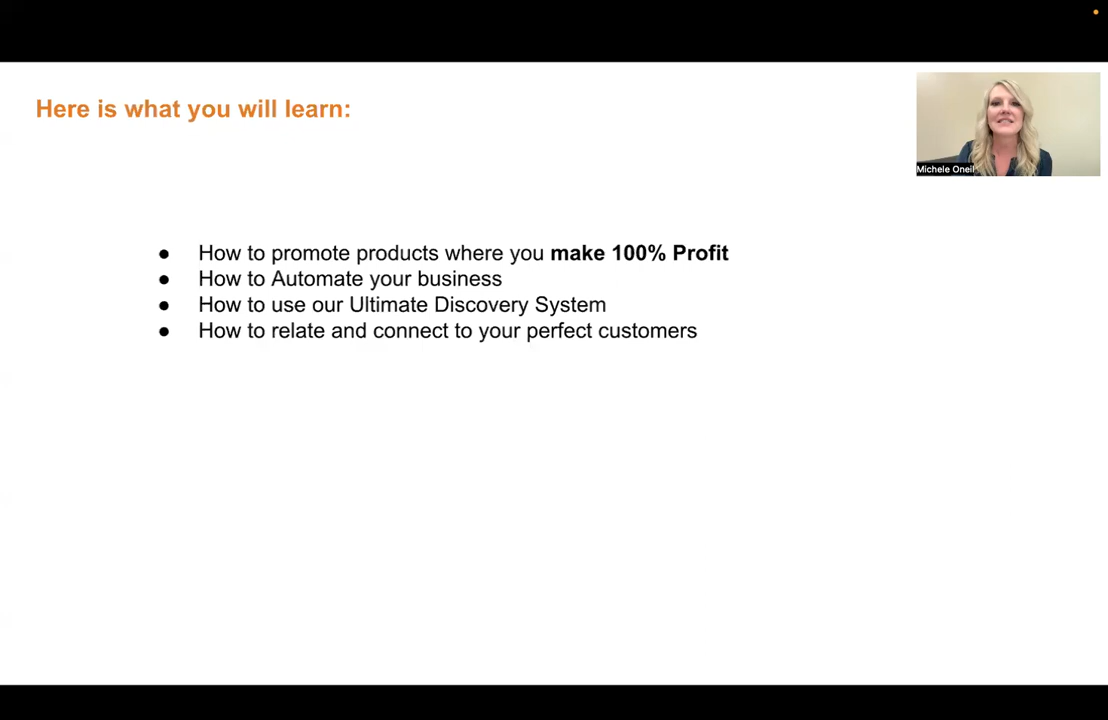 Here is what you will learn:
Michele Oneil
● How to promote products where you make 100% Profit
● How to Automate your business
● How to use our Ultimate Discovery System
● How to relate and connect to your perfect customers